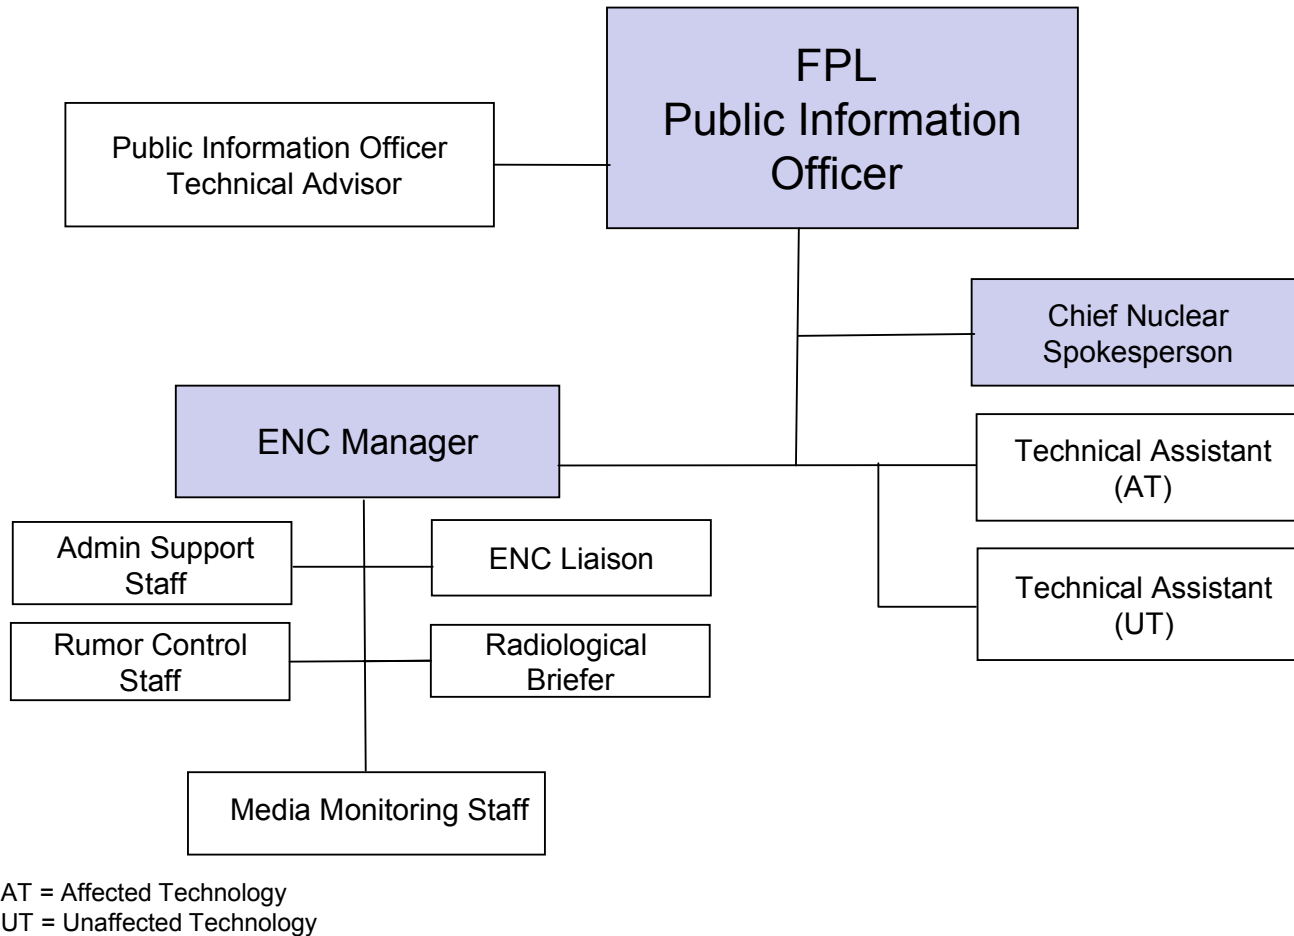 FPL
Public Information
Officer
Public Information Officer
Technical Advisor
Chief Nuclear
Spokesperson
ENC Manager
Technical Assistant
(AT)
Admin Support
Staff
ENC Liaison
Technical Assistant
(UT)
Rumor Control
Staff
Radiological
Briefer
Media Monitoring Staff
AT = Affected Technology
UT = Unaffected Technology